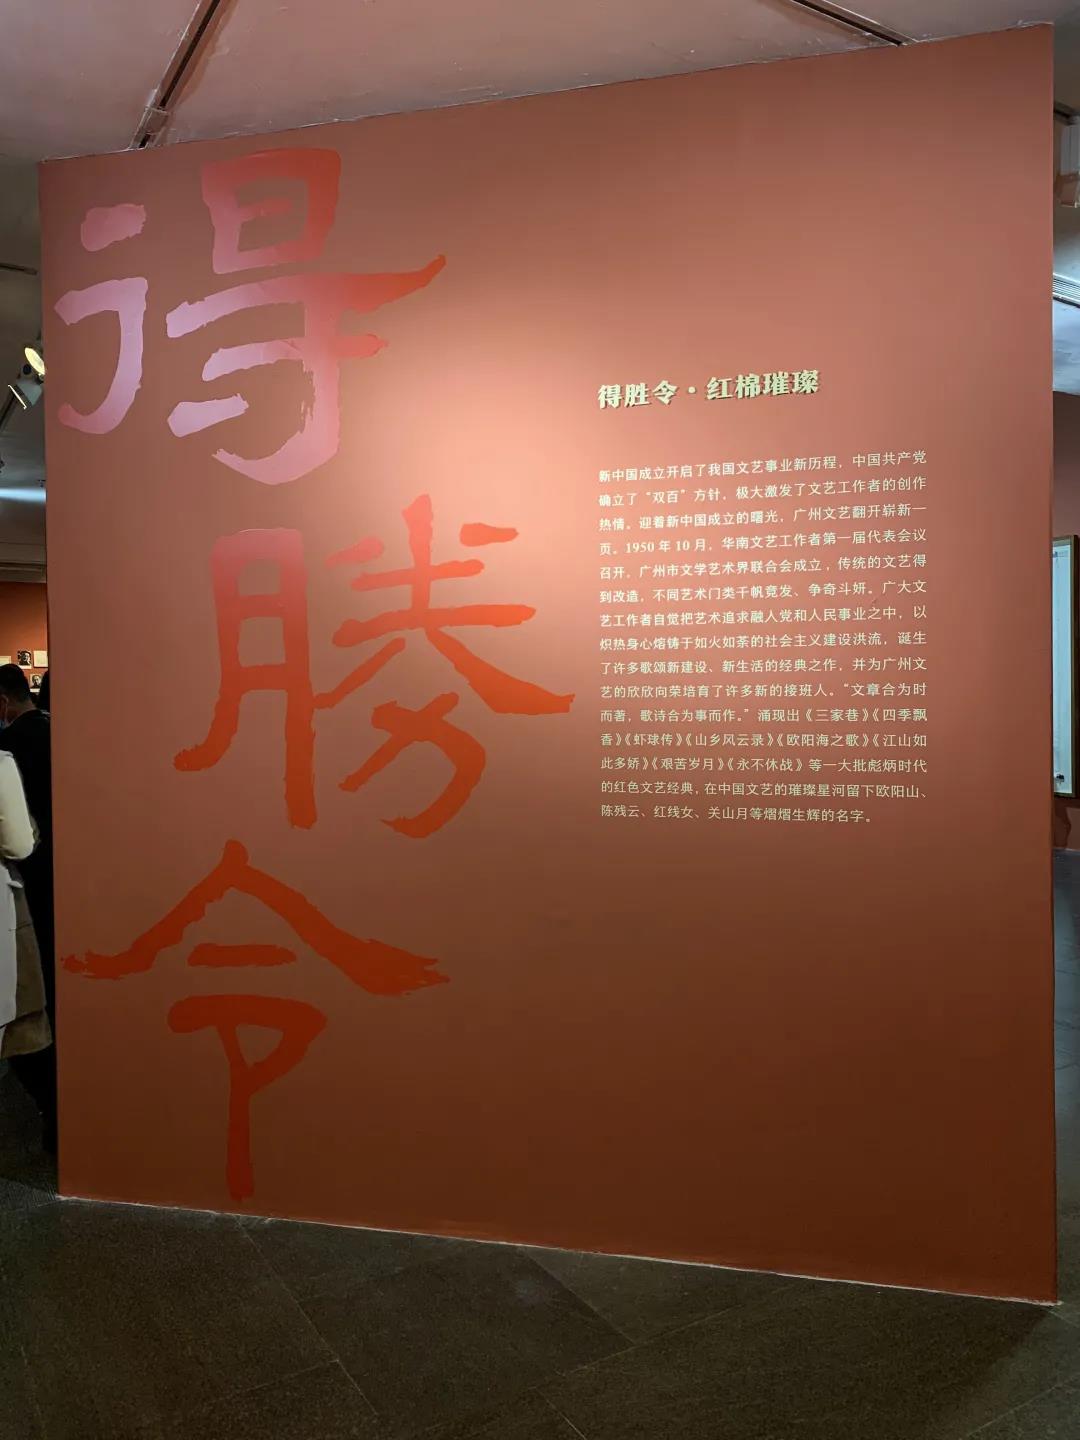 得勝令
得胜令·红棉璀璨
新中国成立开启了我国文艺事业新历程，中国共产党
确立了“双百”方针，极大激发了文艺工作者的创作
热情。迎着新中国成立的曙光，广州文艺翻开崭新一
页。1950 年 10 月，华南文艺工作者第一届代表会议
召开，广州市文学艺术界联合会成立，传统的文艺得
到改造，不同艺术门类千帆竞发、争奇斗妍。广大文
艺工作者自觉把艺术追求融入党和人民事业之中，以
炽热身心熔铸于如火如荼的社会主义建设洪流，诞生
了许多歌颂新建设、新生活的经典之作，并为广州文
艺的欣欣向荣培育了许多新的接班人。“文章合为时
而著，歌诗合为事而作。”涌现出《三家巷》《四季飘
香》《虾球传》《山乡风云录》《欧阳海之歌》《江山如
此多娇》《艰苦岁月》《永不休战》等一大批彪炳时代
的红色文艺经典，在中国文艺的璀璨星河留下欧阳山、
陈残云、红线女、关山月等熠熠生辉的名字。